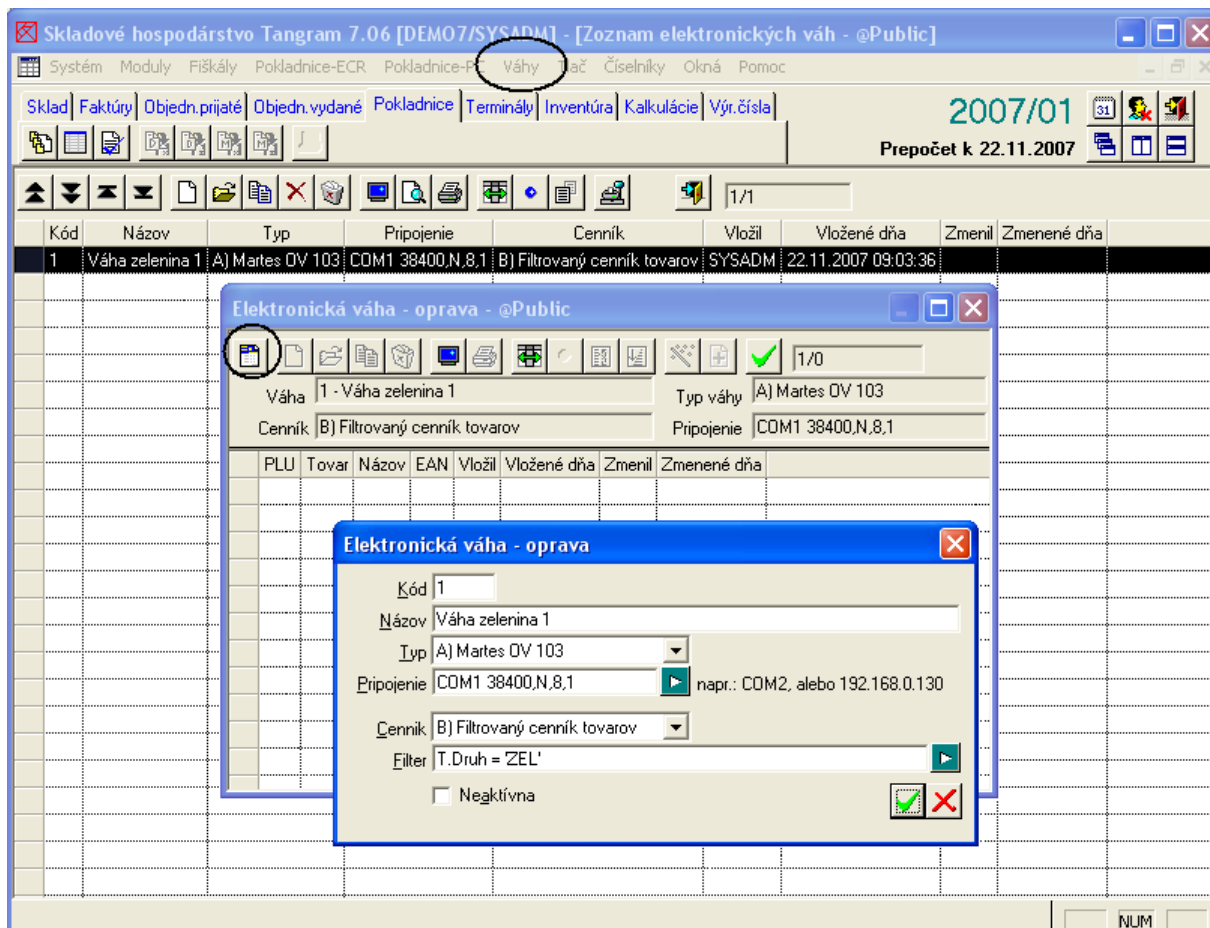 Skladové hospodárstvo Tangram 7.06 [DEMO7/SYSADM] - [Zoznam elektronických váh - @Public]
Systém Moduly Fiškály Pokladnice-ECR Pokladnice-PC Váhy Tlač Číselníky Okná Pomoc
Sklad Faktúry Objedn.prijaté Objedn.vydané Pokladnice Terminály Inventúra Kalkulácie Výr.čísla
2007/01
31
Prepočet k 22.11.2007
1/1
Kód Názov Typ Pripojenie Cenník Vložil Vložené dňa Zmenil Zmenené dňa
1 Váha zelenina 1 A) Martes OV 103 COM1 38400,N,8,1 B) Filtrovaný cenník tovarov SYSADM 22.11.2007 09:03:36
Elektronická váha - oprava - @Public
1/0
Váha 1 - Váha zelenina 1 Typ váhy A) Martes OV 103
Cenník B) Filtrovaný cenník tovarov Pripojenie COM1 38400,N,8,1
PLU Tovar Názov EAN Vložil Vložené dňa Zmenil Zmenené dňa
Elektronická váha - oprava
Kód 1
Názov Váha zelenina 1
Typ A) Martes OV 103
Pripojenie COM1 38400,N,8,1 napr.: COM2, alebo 192.168.0.130
Cenník B) Filtrovaný cenník tovarov
Filter T.Druh = 'ZEL'
Neaktívna
NUM